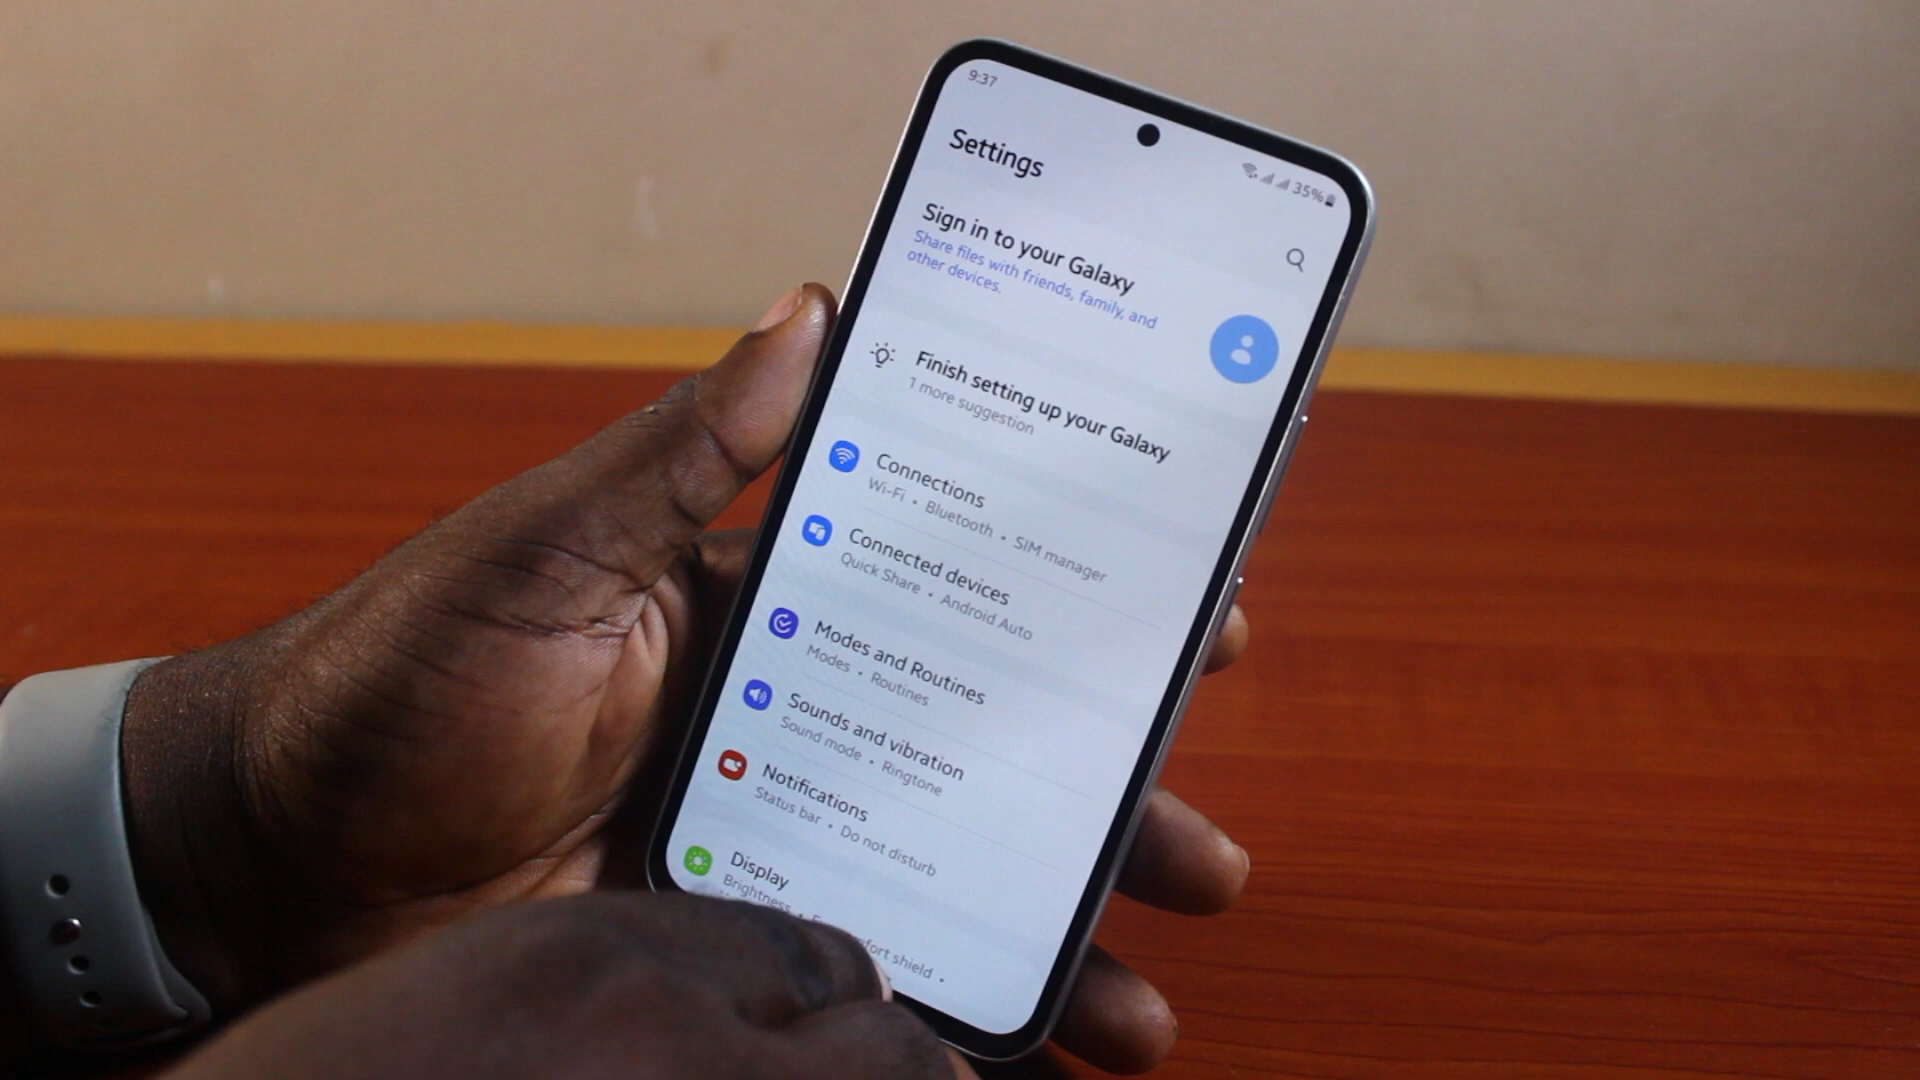 9:37
35%
Settings
Sign in to your Galaxy
Share files with friends, family, and
other devices.
Finish setting up your Galaxy
1 more suggestion
Connections
Wi-Fi • Bluetooth • SIM manager
Connected devices
Quick Share • Android Auto
Modes and Routines
Modes • Routines
Sounds and vibration
Sound mode • Ringtone
Notifications
Status bar • Do not disturb
Display
Brightness • shield •